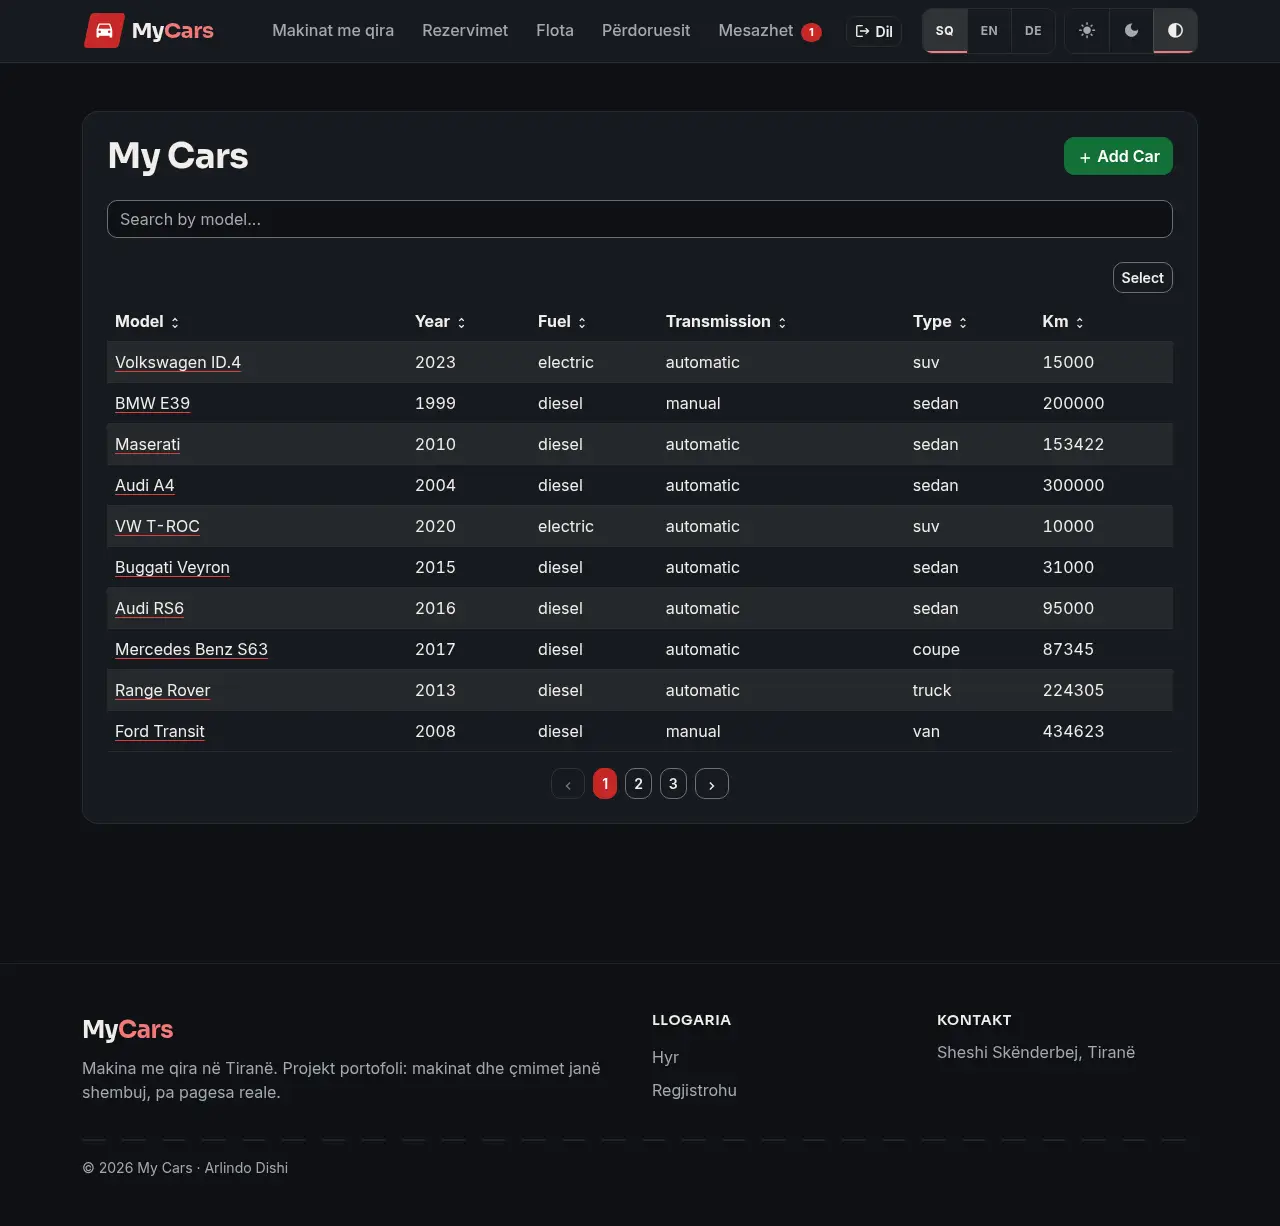 MyCars Makinat me qira Rezervimet Flota Përdoruesit Mesazhet 1 Dil SQ EN DE
My Cars
+ Add Car
Search by model...
Select
Model Year Fuel Transmission Type Km
Volkswagen ID.4 2023 electric automatic suv 15000
BMW E39 1999 diesel manual sedan 200000
Maserati 2010 diesel automatic sedan 153422
Audi A4 2004 diesel automatic sedan 300000
VW T-ROC 2020 electric automatic suv 10000
Buggati Veyron 2015 diesel automatic sedan 31000
Audi RS6 2016 diesel automatic sedan 95000
Mercedes Benz S63 2017 diesel automatic coupe 87345
Range Rover 2013 diesel automatic truck 224305
Ford Transit 2008 diesel manual van 434623
‹ 1 2 3 ›
MyCars
Makina me qira në Tiranë. Projekt portofoli: makinat dhe çmimet janë
shembuj, pa pagesa reale.
LLOGARIA
Hyr
Regjistrohu
KONTAKT
Sheshi Skënderbej, Tiranë
© 2026 My Cars · Arlindo Dishi